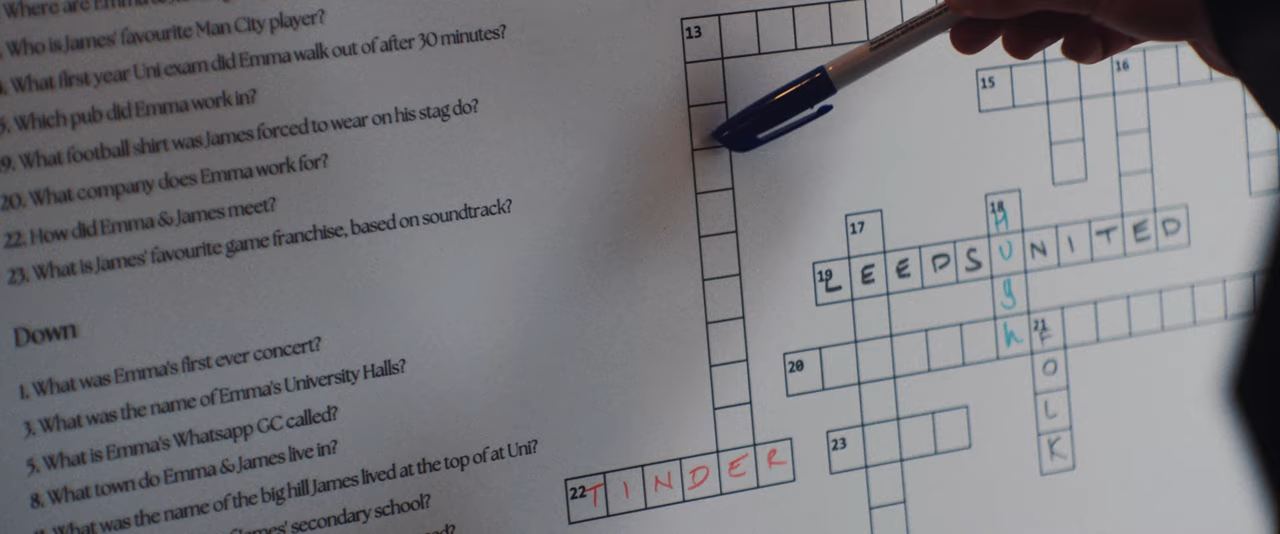 Where are Emma
Who is James' favourite Man City player?
What first year Uni exam did Emma walk out of after 30 minutes?
5. Which pub did Emma work in?
9. What football shirt was James forced to wear on his stag do?
20. What company does Emma work for?
22. How did Emma & James meet?
23. What is James' favourite game franchise, based on soundtrack?
Down
1. What was Emma's first ever concert?
3. What was the name of Emma's University Halls?
5. What is Emma's Whatsapp GC called?
8. What town do Emma & James live in?
What was the name of the big hill James lived at the top of at Uni?
James' secondary school?
13
15
16
17
18
HUgh
19
LEEDSUNITED
20
21
FOLK
22
TINDER
23